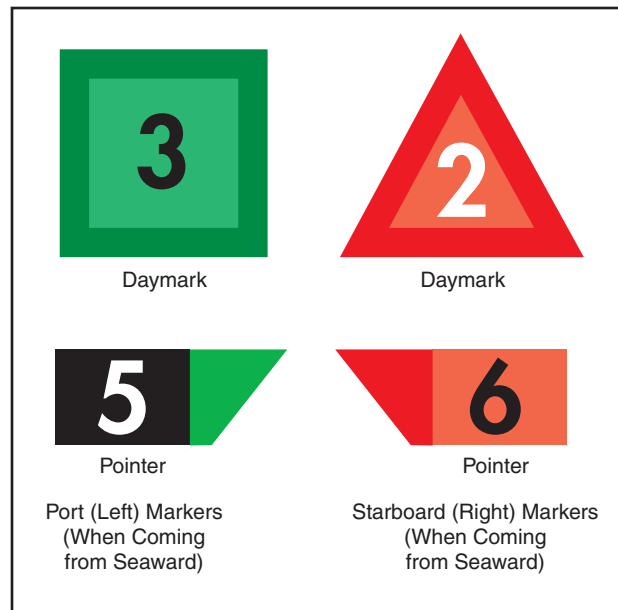 3
Daymark
2
Daymark
5
Pointer
Port (Left) Markers
(When Coming
from Seaward)
6
Pointer
Starboard (Right) Markers
(When Coming
from Seaward)